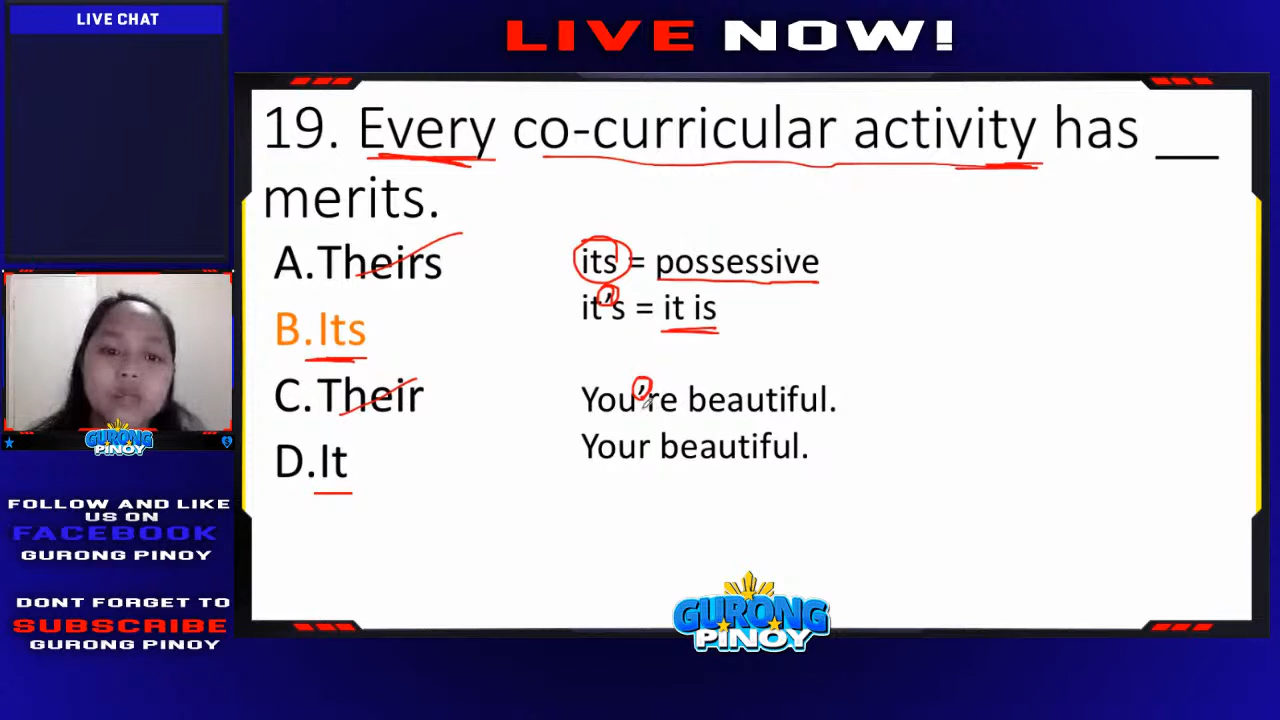 LIVE CHAT
LIVE NOW!
19. Every co-curricular activity has ___
merits.
A.Theirs
B.Its
C.Their
D.It
its = possessive
it's = it is
You're beautiful.
Your beautiful.
GURONG
PINOY
FOLLOW AND LIKE
US ON
FACEBOOK
GURONG PINOY
DONT FORGET TO
SUBSCRIBE
GURONG PINOY
GURONG
PINOY